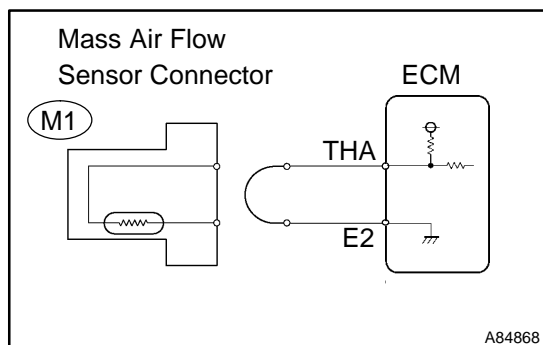 Mass Air Flow
Sensor Connector
ECM
M1
THA
E2
A84868